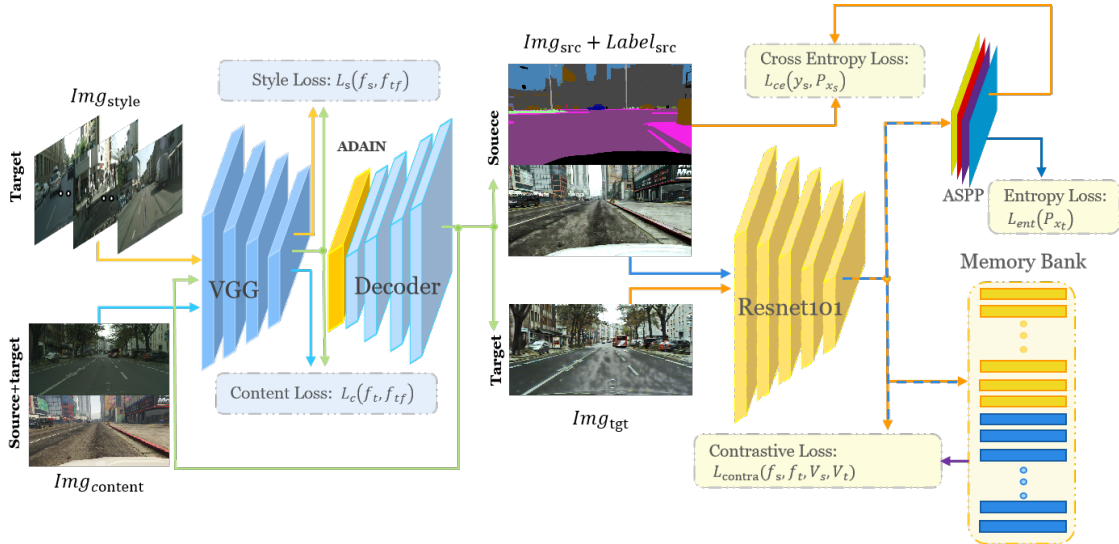 Target
Img_style
Style Loss: L_s(f_s, f_tf)
ADAIN
VGG
Decoder
Source+target
Img_content
Content Loss: L_c(f_t, f_tf)
Souece
Img_src + Label_src
Target
Img_tgt
Cross Entropy Loss:
L_ce(y_s, P_x_s)
Resnet101
ASPP
Entropy Loss:
L_ent(P_x_t)
Memory Bank
Contrastive Loss:
L_contra(f_s, f_t, V_s, V_t)